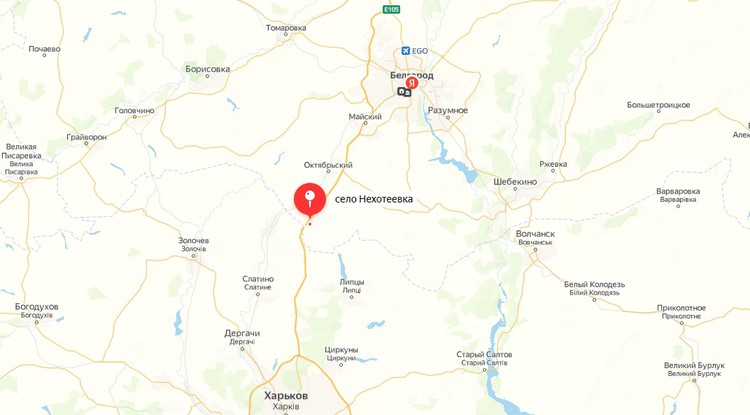 E105
Томаровка
Почаево
EGO
Борисовка
Белгород
Я
Головчино
Майский
Разумное
Большетроицкое
Грайворон
Великая
Писаревка
Велика
Писарівка
Октябрьский
Ржевка
Шебекино
село Нехотеевка
Варваровка
Варварівка
Золочев
Золочів
Волчанск
Вовчанськ
Слатино
Слатине
Липцы
Липці
Белый Колодезь
Білий Колодязь
Богодухов
Богодухів
Приколотное
Приколотне
Дергачи
Дергачі
Циркуны
Циркуни
Старый Салтов
Старий Салтів
Великий Бурлук
Великий Бурлук
Харьков
Харків